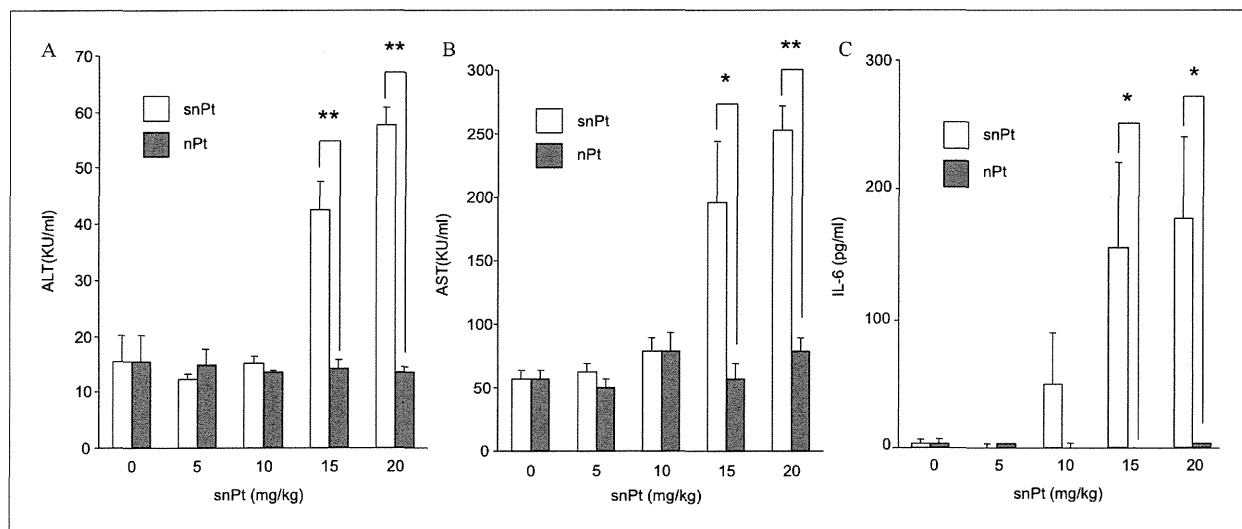 A
70
60
50
40
30
20
10
0
ALT(KU/ml)
snPt
nPt
**
**
0 5 10 15 20
snPt (mg/kg)
B
300
250
200
150
100
50
0
AST(KU/ml)
snPt
nPt
*
**
0 5 10 15 20
snPt (mg/kg)
C
300
200
100
0
IL-6 (pg/ml)
snPt
nPt
*
*
0 5 10 15 20
snPt (mg/kg)